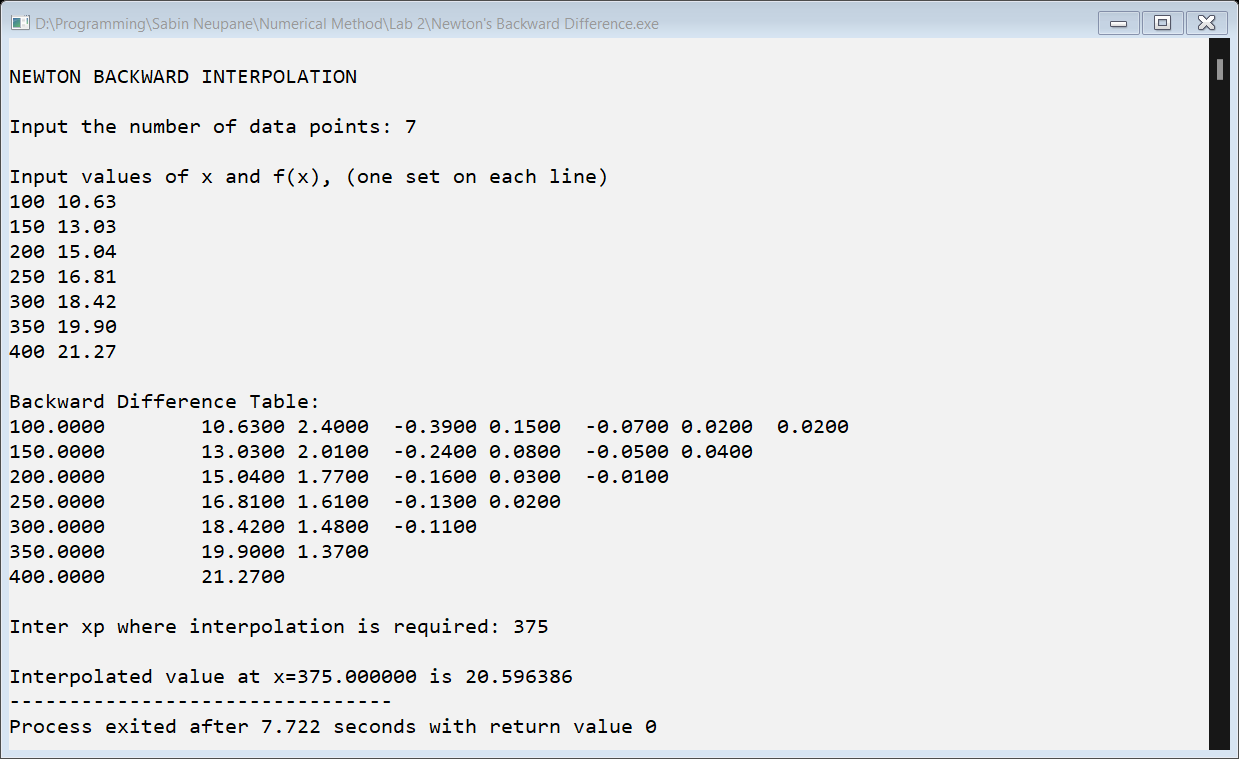 D:\Programming\Sabin Neupane\Numerical Method\Lab 2\Newton's Backward Difference.exe
NEWTON BACKWARD INTERPOLATION
Input the number of data points: 7
Input values of x and f(x), (one set on each line)
100 10.63
150 13.03
200 15.04
250 16.81
300 18.42
350 19.90
400 21.27
Backward Difference Table:
100.0000        10.6300 2.4000  -0.3900 0.1500  -0.0700 0.0200  0.0200
150.0000        13.0300 2.0100  -0.2400 0.0800  -0.0500 0.0400
200.0000        15.0400 1.7700  -0.1600 0.0300  -0.0100
250.0000        16.8100 1.6100  -0.1300 0.0200
300.0000        18.4200 1.4800  -0.1100
350.0000        19.9000 1.3700
400.0000        21.2700
Inter xp where interpolation is required: 375
Interpolated value at x=375.000000 is 20.596386
--------------------------------
Process exited after 7.722 seconds with return value 0